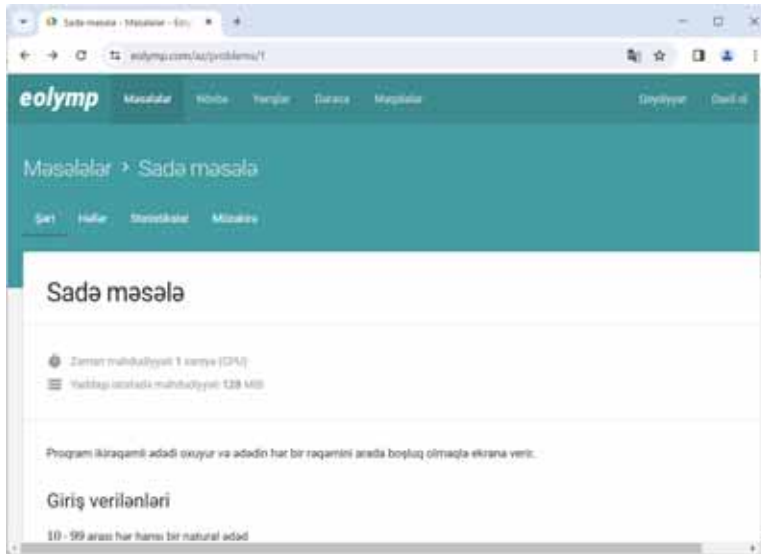 Sadə məsələ - Məsələlər - Eo
eolymp.com/az/problems/1
eolymp Məsələlər Növbə Yarışlar Dərəcə Məqalələr Qeydiyyat Daxil ol
Məsələlər > Sadə məsələ
Şərt Həllər Statistikalar Müzakirə
Sadə məsələ
Zaman məhdudiyyəti 1 saniyə (CPU)
Yaddaşı istifadə məhdudiyyəti 128 MiB
Proqram ikirəqəmli ədədi oxuyur və ədədin hər bir rəqəmini arada boşluq olmaqla ekrana verir.
Giriş verilənləri
10 - 99 arası hər hansı bir natural ədəd